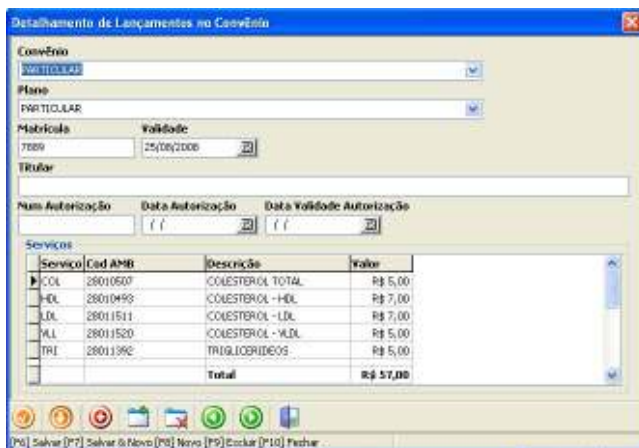 Detalhamento de Lançamentos no Convênio
Convênio
PARTICULAR
Plano
PARTICULAR
Matrícula Validade
7889 25/08/2008
Titular
Num Autorização Data Autorização Data Validade Autorização
/ / / /
Serviços
Serviço Cod AMB Descrição Valor
COL 28010507 COLESTEROL TOTAL R$ 5,00
HDL 28010493 COLESTEROL - HDL R$ 7,00
LDL 28011511 COLESTEROL - LDL R$ 7,00
VLL 28011520 COLESTEROL - VLDL R$ 5,00
TRI 28011392 TRIGLICERIDEOS R$ 5,00
Total R$ 57,00
[F6] Salvar [F7] Salvar & Novo [F8] Novo [F9] Excluir [F10] Fechar